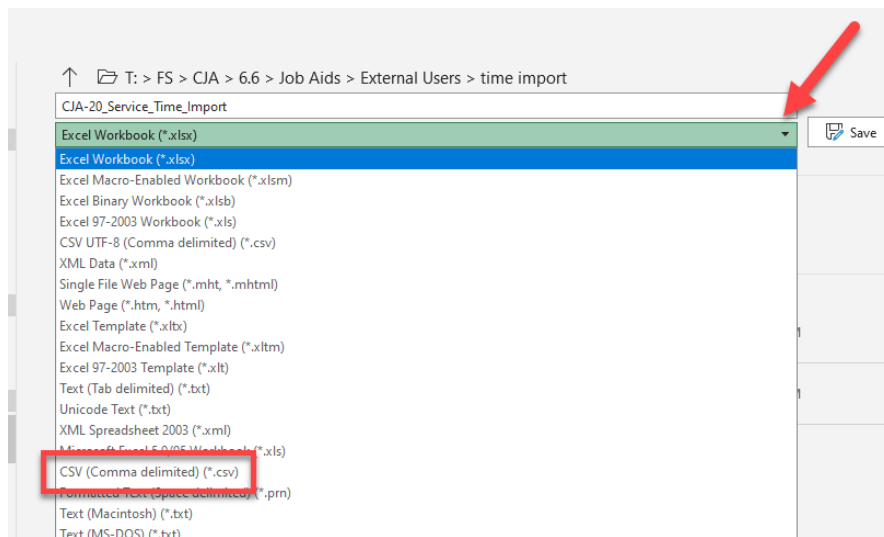 T: > FS > CJA > 6.6 > Job Aids > External Users > time import
CJA-20_Service_Time_Import
Excel Workbook (*.xlsx)
Save
Excel Workbook (*.xlsx)
Excel Macro-Enabled Workbook (*.xlsm)
Excel Binary Workbook (*.xlsb)
Excel 97-2003 Workbook (*.xls)
CSV UTF-8 (Comma delimited) (*.csv)
XML Data (*.xml)
Single File Web Page (*.mht, *.mhtml)
Web Page (*.htm, *.html)
Excel Template (*.xltx)
Excel Macro-Enabled Template (*.xltm)
Excel 97-2003 Template (*.xlt)
Text (Tab delimited) (*.txt)
Unicode Text (*.txt)
XML Spreadsheet 2003 (*.xml)
Microsoft Excel 5.0/95 Workbook (*.xls)
CSV (Comma delimited) (*.csv)
Formatted Text (Space delimited) (*.prn)
Text (Macintosh) (*.txt)
Text (MS-DOS) (*.txt)